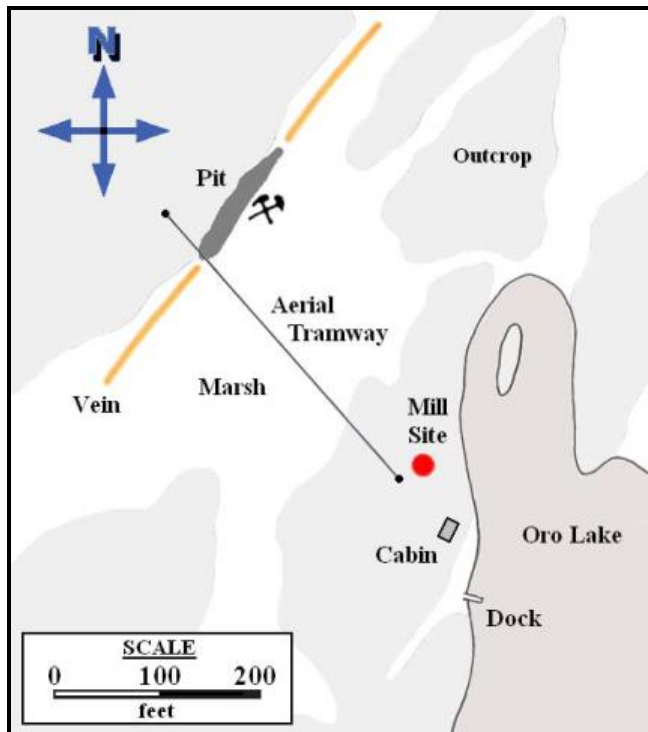 N
Outcrop
Pit
Aerial
Tramway
Vein
Marsh
Mill
Site
Oro Lake
Cabin
Dock
SCALE
0 100 200
feet